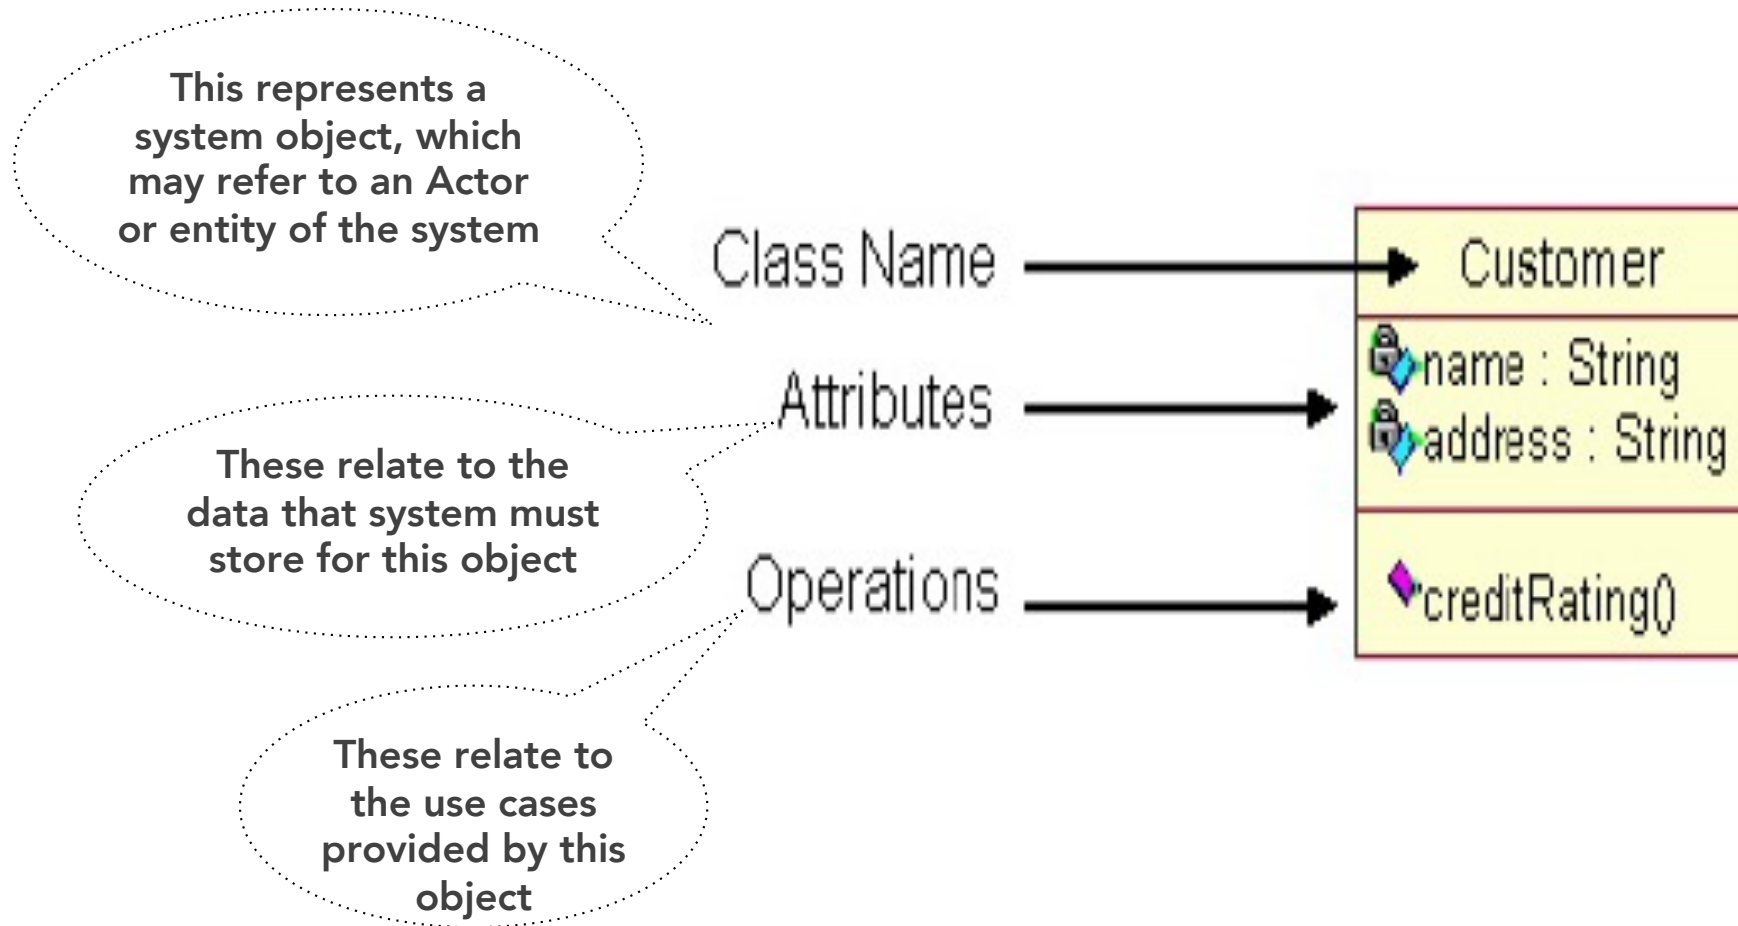 This represents a
system object, which
may refer to an Actor
or entity of the system
Class Name
Customer
Attributes
name : String
address : String
These relate to the
data that system must
store for this object
Operations
creditRating()
These relate to
the use cases
provided by this
object